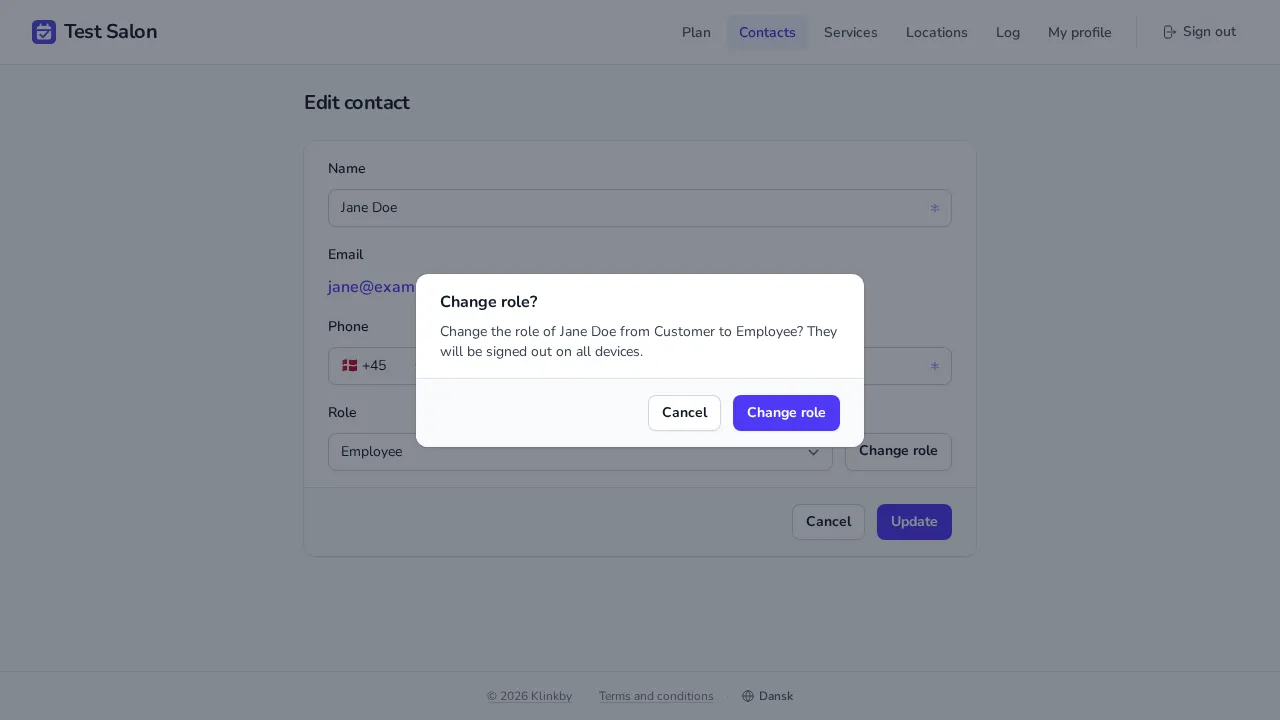 Test Salon
Plan
Contacts
Services
Locations
Log
My profile
Sign out
Edit contact
Name
Jane Doe
Email
jane@exam
Phone
+45
Role
Employee
Change role
Cancel
Update
Change role?
Change the role of Jane Doe from Customer to Employee? They
will be signed out on all devices.
Cancel
Change role
© 2026 Klinkby
Terms and conditions
Dansk